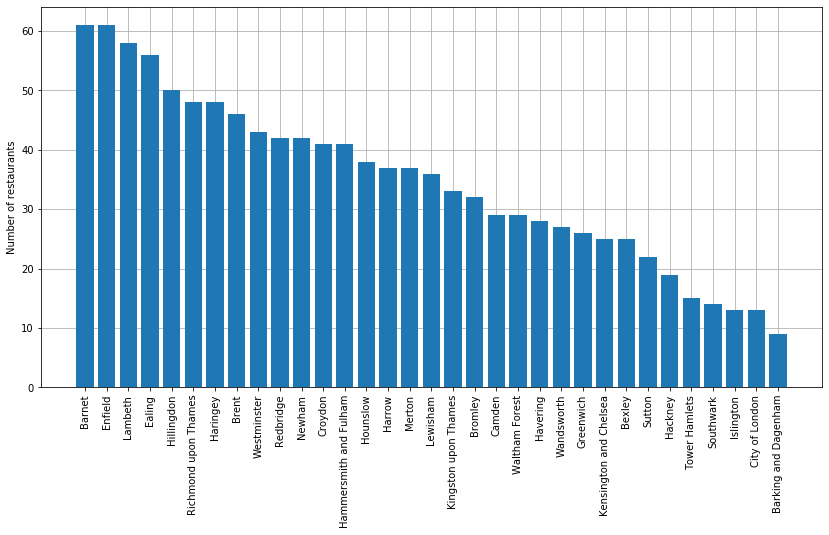 60
50
40
30
20
10
0
Number of restaurants
Barnet
Enfield
Lambeth
Ealing
Hillingdon
Richmond upon Thames
Haringey
Brent
Westminster
Redbridge
Newham
Croydon
Hammersmith and Fulham
Hounslow
Harrow
Merton
Lewisham
Kingston upon Thames
Bromley
Camden
Waltham Forest
Havering
Wandsworth
Greenwich
Kensington and Chelsea
Bexley
Sutton
Hackney
Tower Hamlets
Southwark
Islington
City of London
Barking and Dagenham